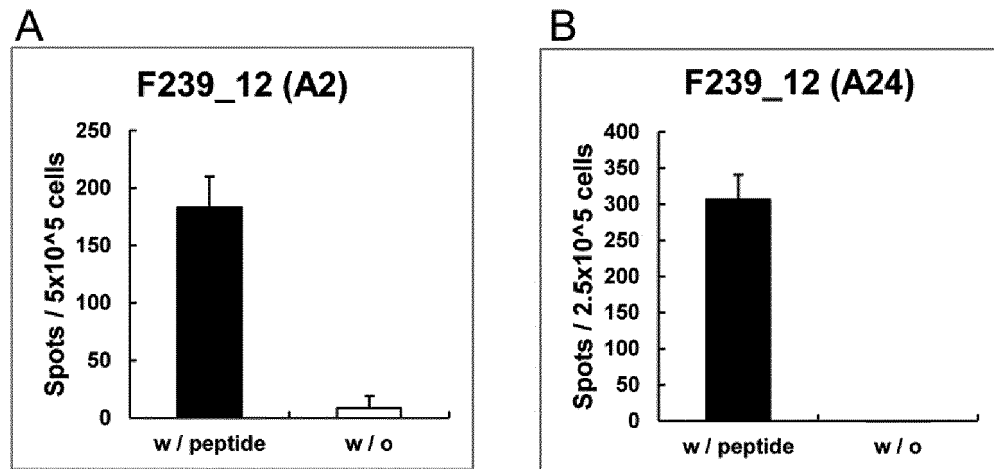 A
F239_12 (A2)
Spots / 5x10^5 cells
250
200
150
100
50
0
w / peptide
w / o
B
F239_12 (A24)
Spots / 2.5x10^5 cells
400
350
300
250
200
150
100
50
0
w / peptide
w / o